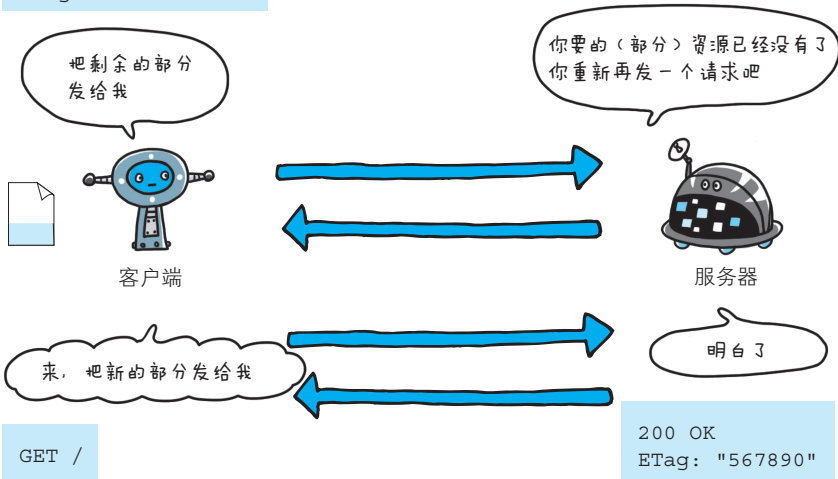 把剩余的部分
发给我
你要的（部分）资源已经没有了
你重新再发一个请求吧
客户端
服务器
来，把新的部分发给我
明白了
GET /
200 OK
ETag: "567890"